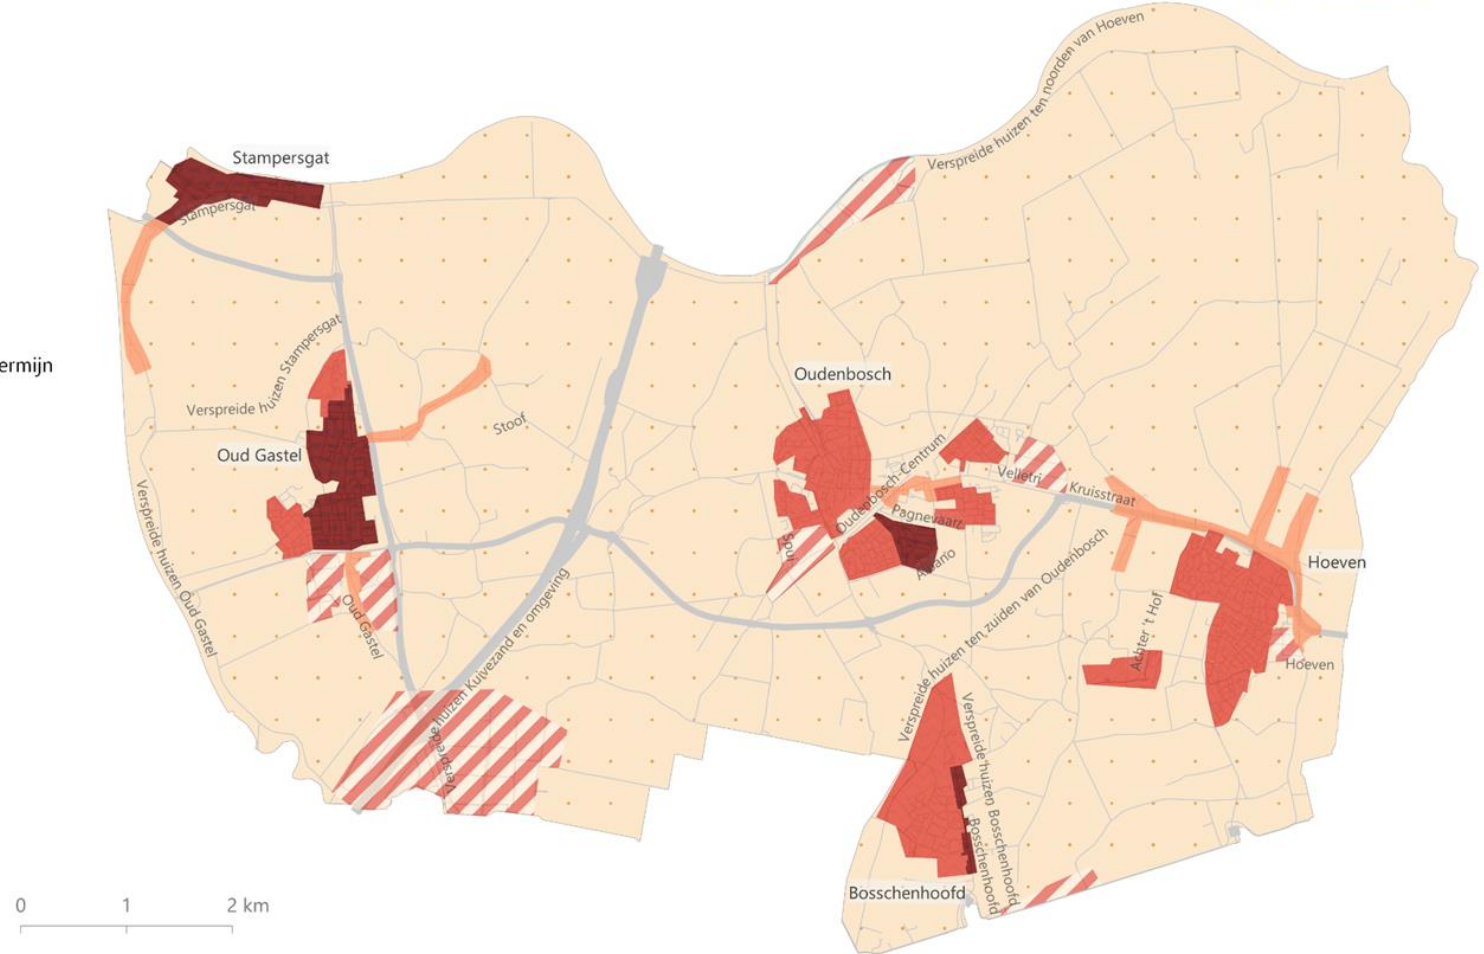 Verspreide huizen ten noorden van Hoeven
Stampersgat
Stampersgat
ermijn
Verspreide huizen Stampersgat
Oudenbosch
Stoof
Oud Gastel
Oudenbosch-Centrum
Velletri
Kruisstraat
Pagnevaart
Spui
Albano
Verspreide huizen Oud Gastel
Hoeven
Oud Gastel
Verspreide huizen Kuivezand en omgeving
Verspreide huizen ten zuiden van Oudenbosch
Achter 't Hof
Hoeven
Verspreide
Verspreide huizen Bosschenhoofd
Bosschenhoofd
Bosschenhoofd
0 1 2 km